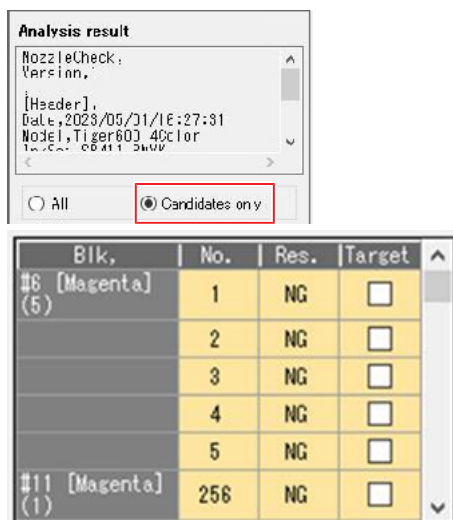 Analysis result
NozzleCheck,
Version,
[Header],
Date,2023/05/31/16:27:31
Model,Tiger600 4Color
All
Candidates only
Blk, No. Res. Target
#6 [Magenta] (5) 1 NG
2 NG
3 NG
4 NG
5 NG
#11 [Magenta] (1) 256 NG